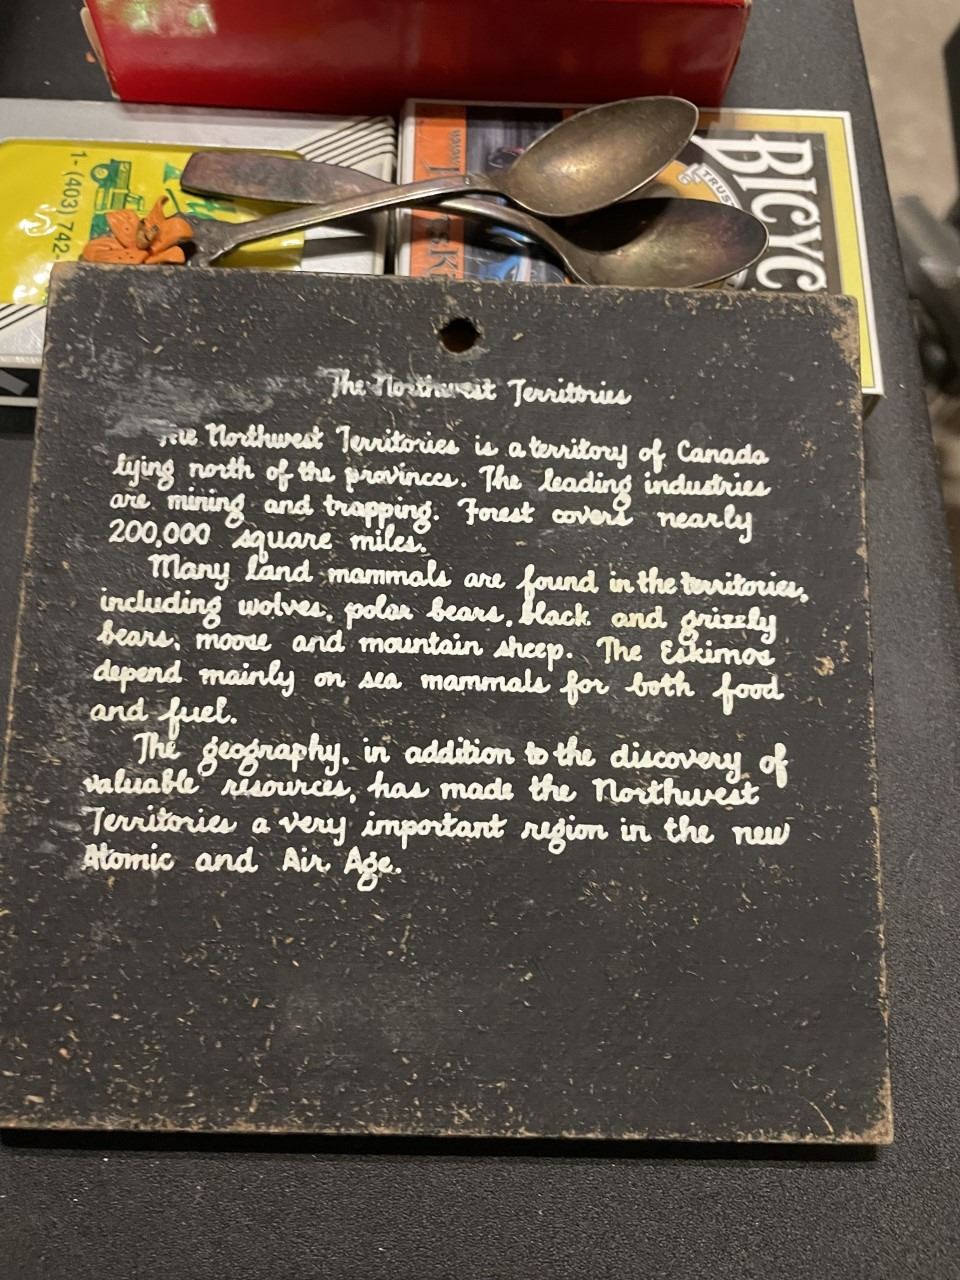 1-(403) 742-
TRUS
BICYC
The Northwest Territories
The Northwest Territories is a territory of Canada
lying north of the provinces. The leading industries
are mining and trapping. Forest covers nearly
200,000 square miles.
Many land mammals are found in the territories,
including wolves, polar bears, black and grizzly
bears, moose and mountain sheep. The Eskimos
depend mainly on sea mammals for both food
and fuel.
The geography, in addition to the discovery of
valuable resources, has made the Northwest
Territories a very important region in the new
Atomic and Air Age.